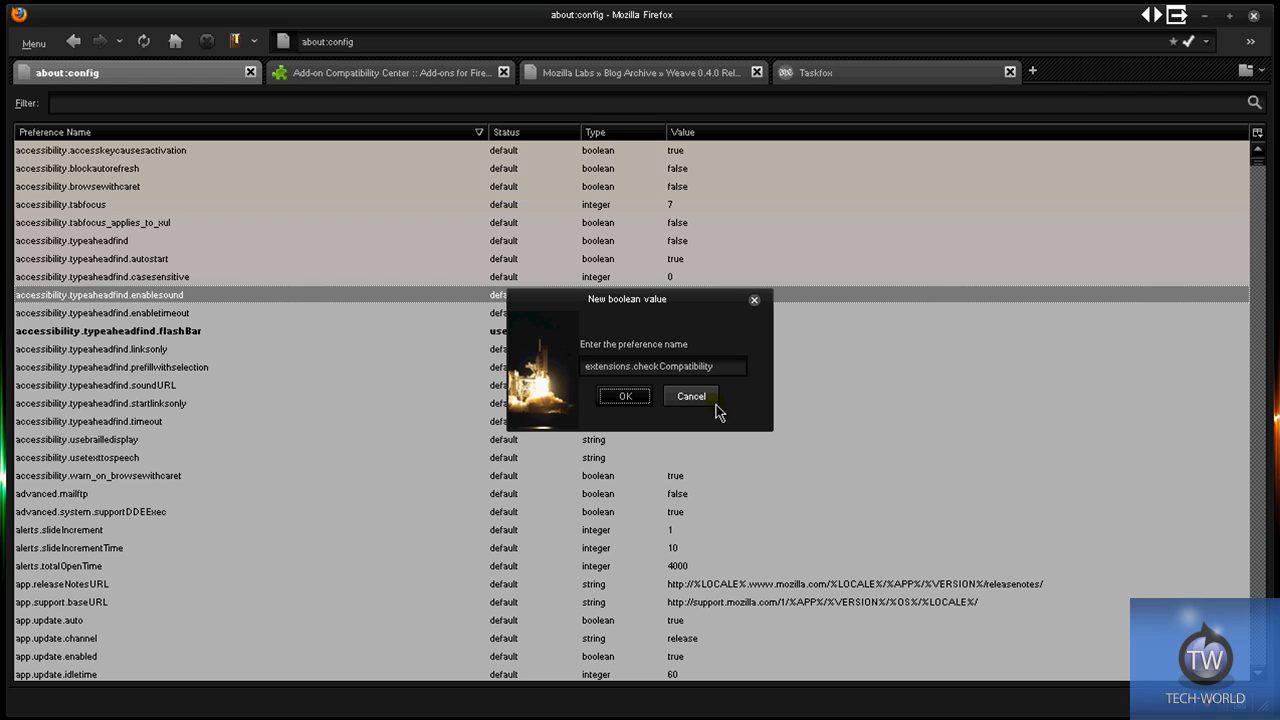 about:config - Mozilla Firefox
Menu about:config
about:config Add-on Compatibility Center :: Add-ons for Fire... Mozilla Labs » Blog Archive » Weave 0.4.0 Rel... Taskfox
Filter:
Preference Name Status Type Value
accessibility.accesskeycausesactivation default boolean true
accessibility.blockautorefresh default boolean false
accessibility.browsewithcaret default boolean false
accessibility.tabfocus default integer 7
accessibility.tabfocus_applies_to_xul default boolean false
accessibility.typeaheadfind default boolean false
accessibility.typeaheadfind.autostart default boolean true
accessibility.typeaheadfind.casesensitive default integer 0
accessibility.typeaheadfind.enablesound defa
accessibility.typeaheadfind.enabletimeout defa
accessibility.typeaheadfind.flashBar use
accessibility.typeaheadfind.linksonly defa
accessibility.typeaheadfind.prefillwithselection defa
accessibility.typeaheadfind.soundURL defa
accessibility.typeaheadfind.startlinksonly defa
accessibility.typeaheadfind.timeout defa
accessibility.usebrailledisplay default string
accessibility.usetexttospeech default string
accessibility.warn_on_browsewithcaret default boolean true
advanced.mailftp default boolean false
advanced.system.supportDDEExec default boolean true
alerts.slideIncrement default integer 1
alerts.slideIncrementTime default integer 10
alerts.totalOpenTime default integer 4000
app.releaseNotesURL default string http://%LOCALE%.www.mozilla.com/%LOCALE%/%APP%/%VERSION%/releasenotes/
app.support.baseURL default string http://support.mozilla.com/1/%APP%/%VERSION%/%OS%/%LOCALE%/
app.update.auto default boolean true
app.update.channel default string release
app.update.enabled default boolean true
app.update.idletime default integer 60
New boolean value
Enter the preference name
extensions.checkCompatibility
OK Cancel
TW
TECH-WORLD